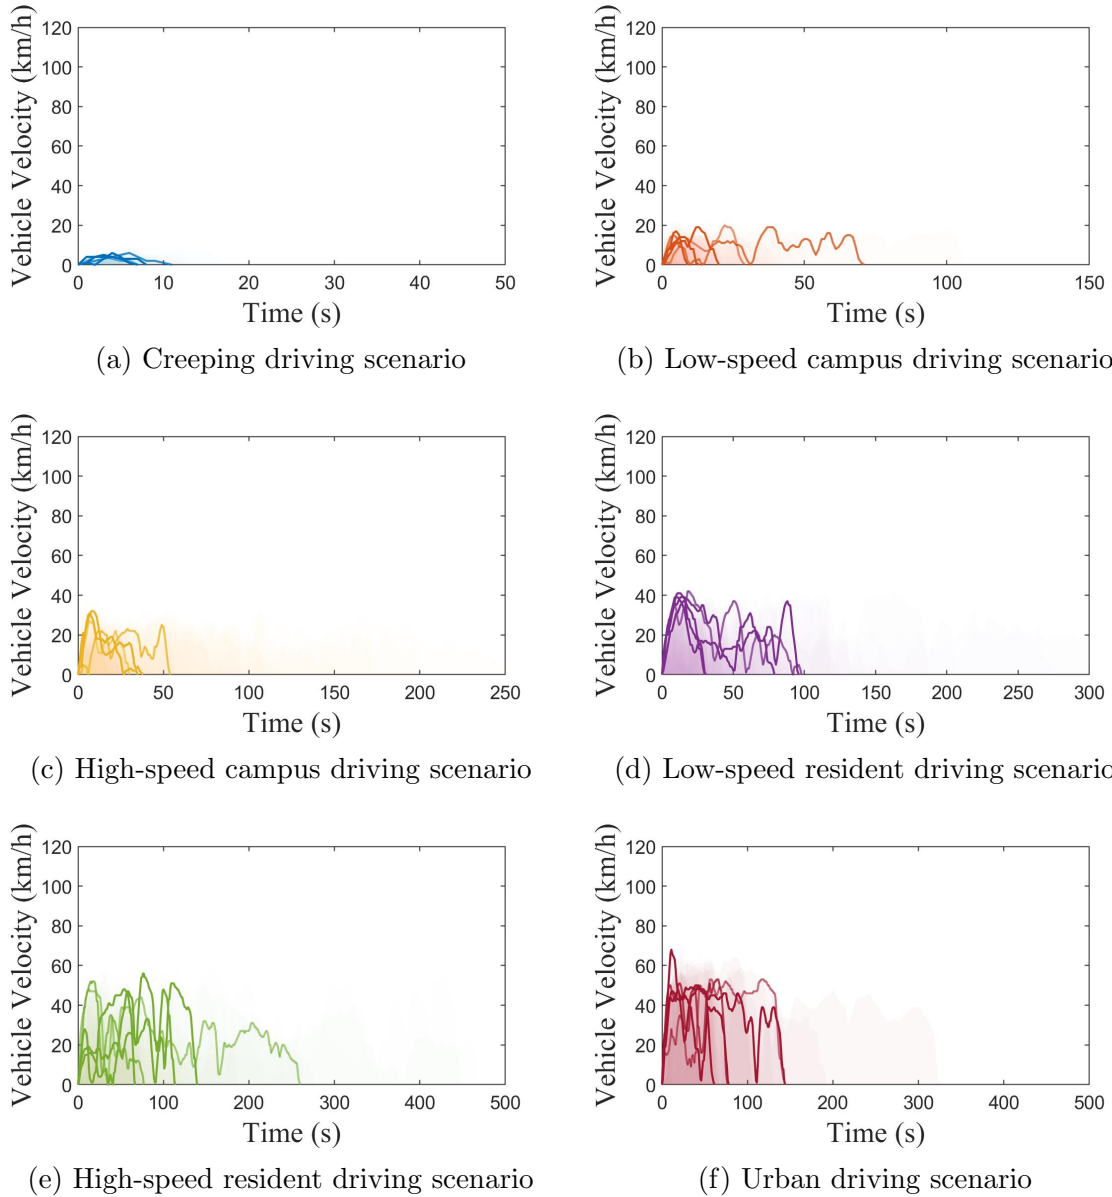 Vehicle Velocity (km/h)
120
100
80
60
40
20
0
0 10 20 30 40 50
Time (s)
(a) Creeping driving scenario
Vehicle Velocity (km/h)
120
100
80
60
40
20
0
0 50 100 150
Time (s)
(b) Low-speed campus driving scenario
Vehicle Velocity (km/h)
120
100
80
60
40
20
0
0 50 100 150 200 250
Time (s)
(c) High-speed campus driving scenario
Vehicle Velocity (km/h)
120
100
80
60
40
20
0
0 50 100 150 200 250 300
Time (s)
(d) Low-speed resident driving scenario
Vehicle Velocity (km/h)
120
100
80
60
40
20
0
0 100 200 300 400 500
Time (s)
(e) High-speed resident driving scenario
Vehicle Velocity (km/h)
120
100
80
60
40
20
0
0 100 200 300 400 500
Time (s)
(f) Urban driving scenario